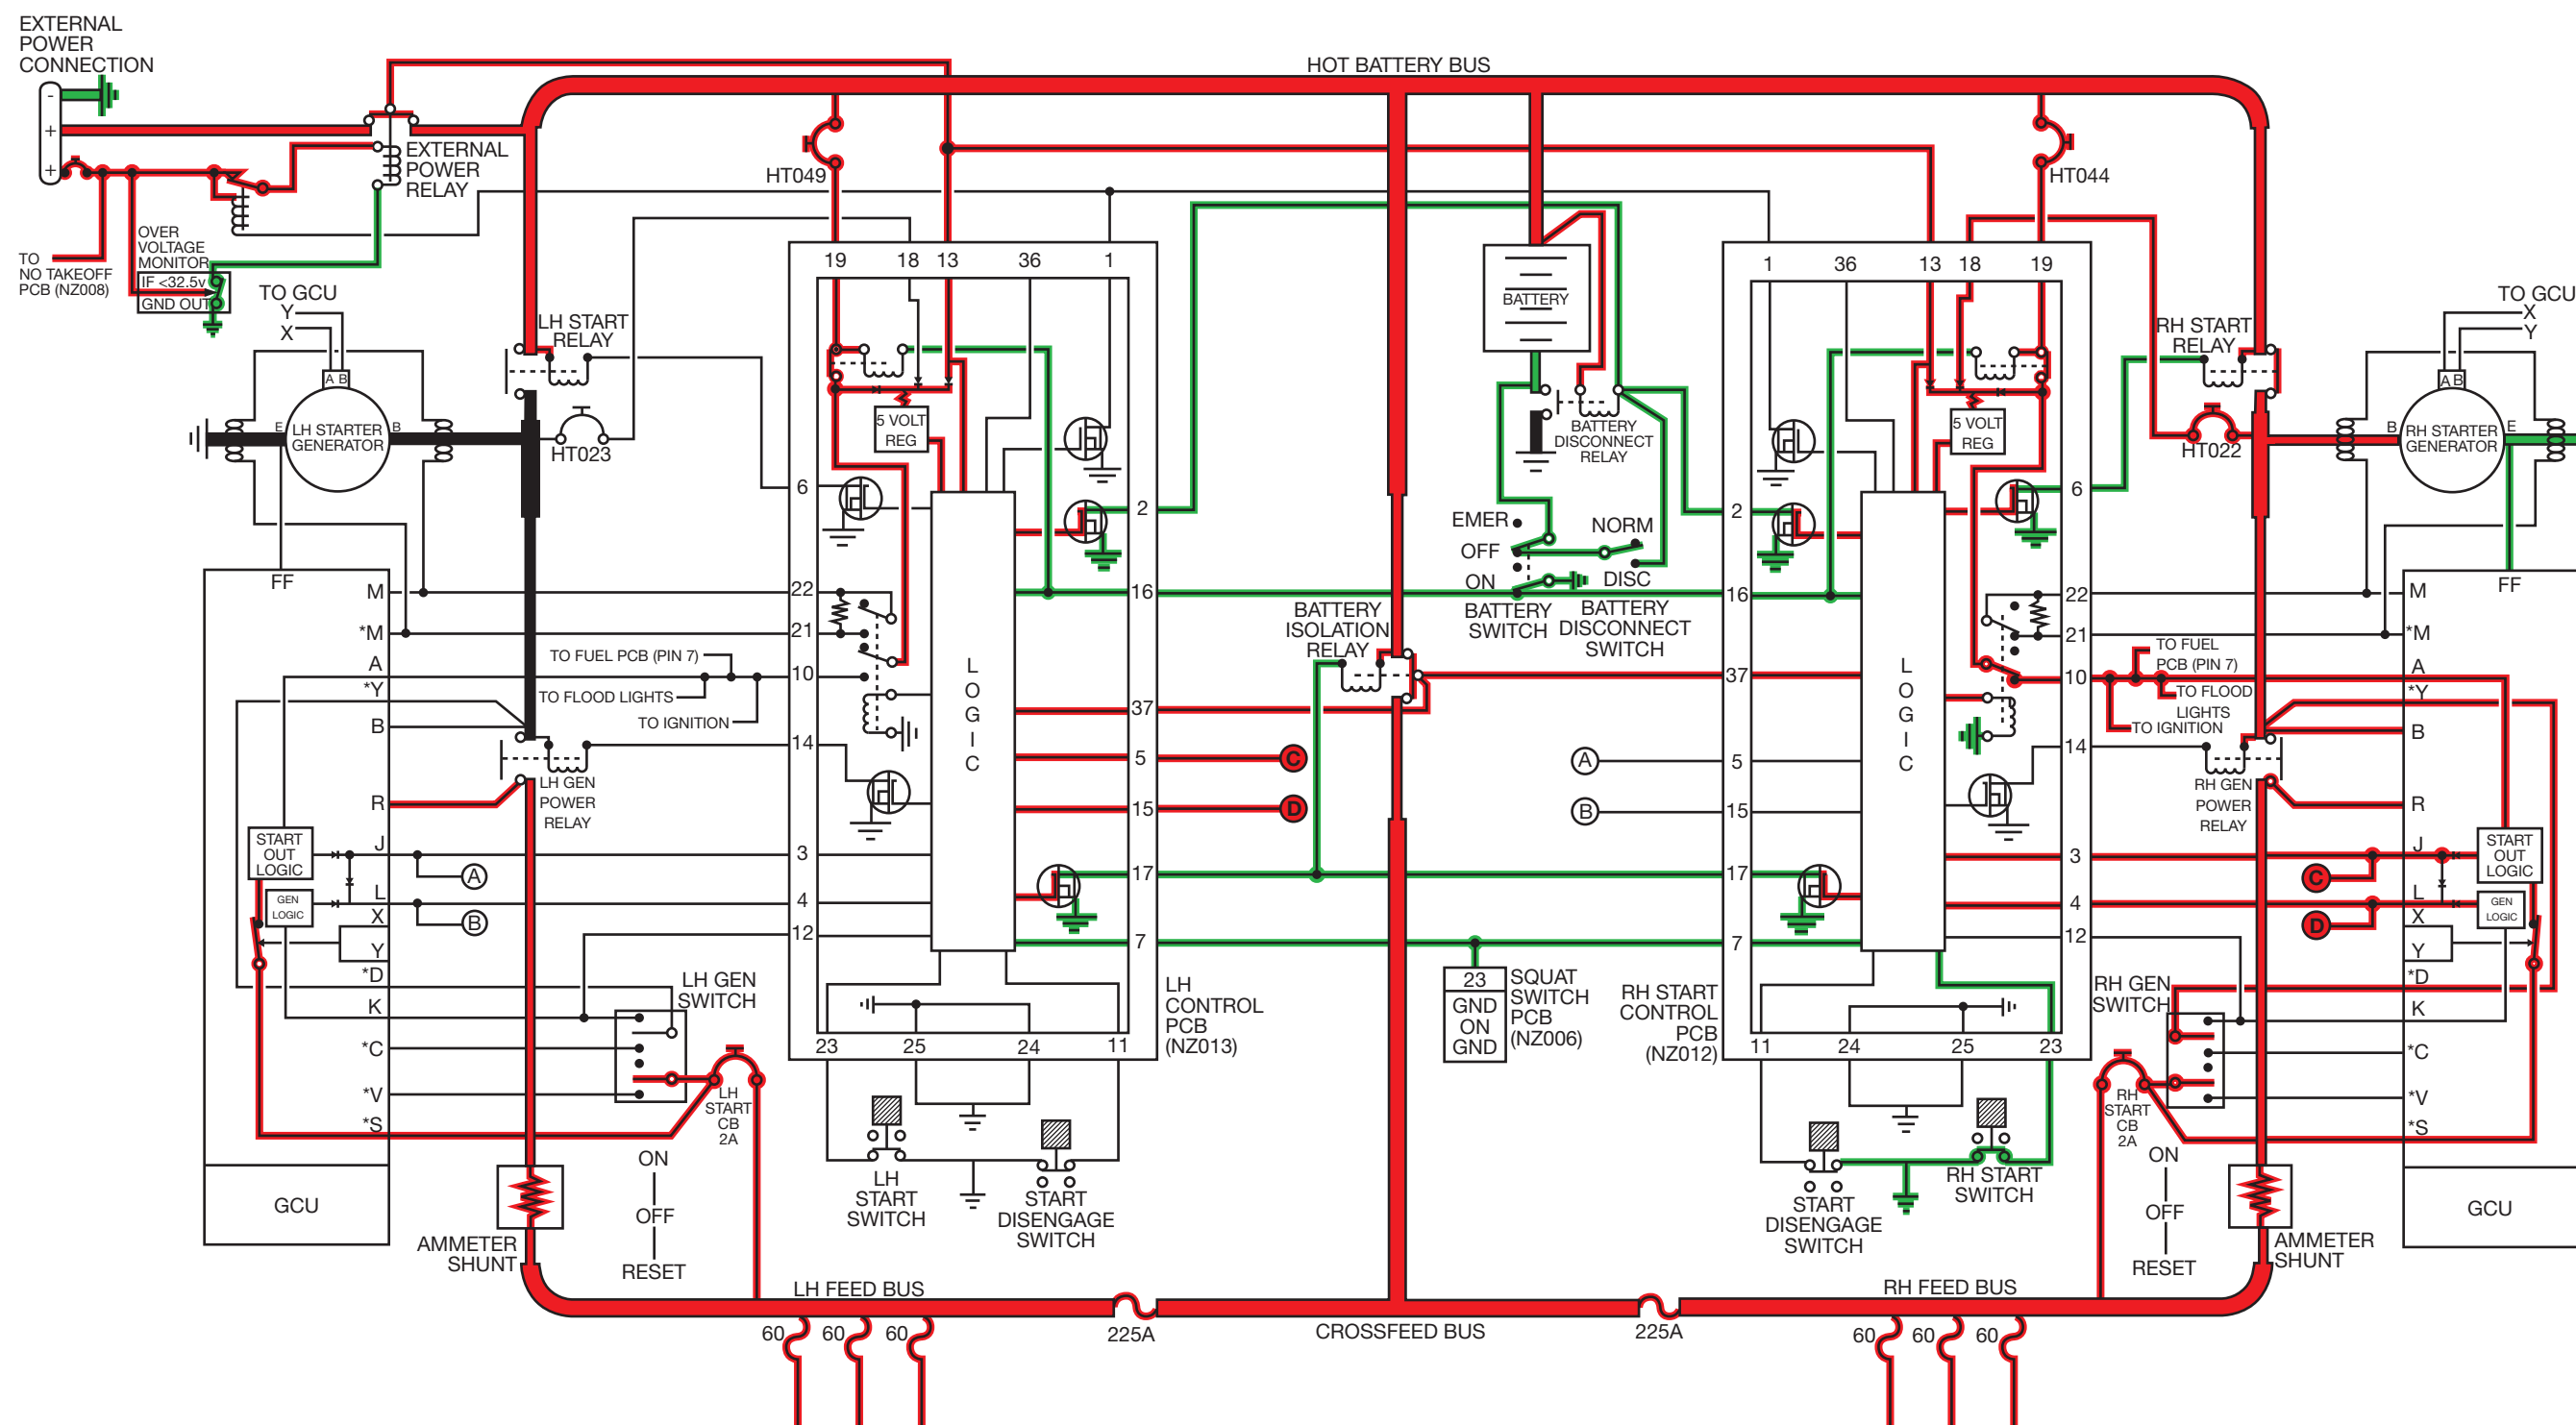 EXTERNAL
POWER
CONNECTION
-
+
+
HOT BATTERY BUS
EXTERNAL
POWER
RELAY
HT049
HT044
OVER
VOLTAGE
MONITOR
IF <32.5v
GND OUT
TO
NO TAKEOFF
PCB (NZ008)
TO GCU
Y
X
A B
E
LH STARTER
GENERATOR
B
LH START
RELAY
HT023
19
18
13
36
1
5 VOLT
REG
6
2
22
16
21
10
37
14
5
15
3
17
4
12
7
L
O
G
I
C
23
25
24
11
LH
CONTROL
PCB
(NZ013)
BATTERY
BATTERY
DISCONNECT
RELAY
EMER
OFF
ON
NORM
DISC
BATTERY
SWITCH
BATTERY
DISCONNECT
SWITCH
BATTERY
ISOLATION
RELAY
C
D
A
B
23
GND
ON
GND
SQUAT
SWITCH
PCB
(NZ006)
1
36
13
18
19
5 VOLT
REG
2
6
16
22
21
37
10
14
5
15
17
3
4
7
12
L
O
G
I
C
11
24
25
23
RH START
CONTROL
PCB
(NZ012)
RH START
RELAY
HT022
TO GCU
X
Y
A B
B
RH STARTER
GENERATOR
E
FF
M
*M
A
*Y
B
R
J
L
X
Y
*D
K
*C
*V
*S
START
OUT
LOGIC
GEN
LOGIC
GCU
TO FUEL PCB (PIN 7)
TO FLOOD LIGHTS
TO IGNITION
LH GEN
POWER
RELAY
A
B
LH GEN
SWITCH
LH
START
CB
2A
ON
OFF
RESET
AMMETER
SHUNT
LH
START
SWITCH
START
DISENGAGE
SWITCH
START
DISENGAGE
SWITCH
RH START
SWITCH
TO FUEL
PCB (PIN 7)
TO FLOOD
LIGHTS
TO IGNITION
RH GEN
POWER
RELAY
C
D
RH GEN
SWITCH
RH
START
CB
2A
ON
OFF
RESET
AMMETER
SHUNT
FF
M
*M
A
*Y
B
R
J
L
X
Y
*D
K
*C
*V
*S
START
OUT
LOGIC
GEN
LOGIC
GCU
LH FEED BUS
RH FEED BUS
60
60
60
225A
CROSSFEED BUS
225A
60
60
60